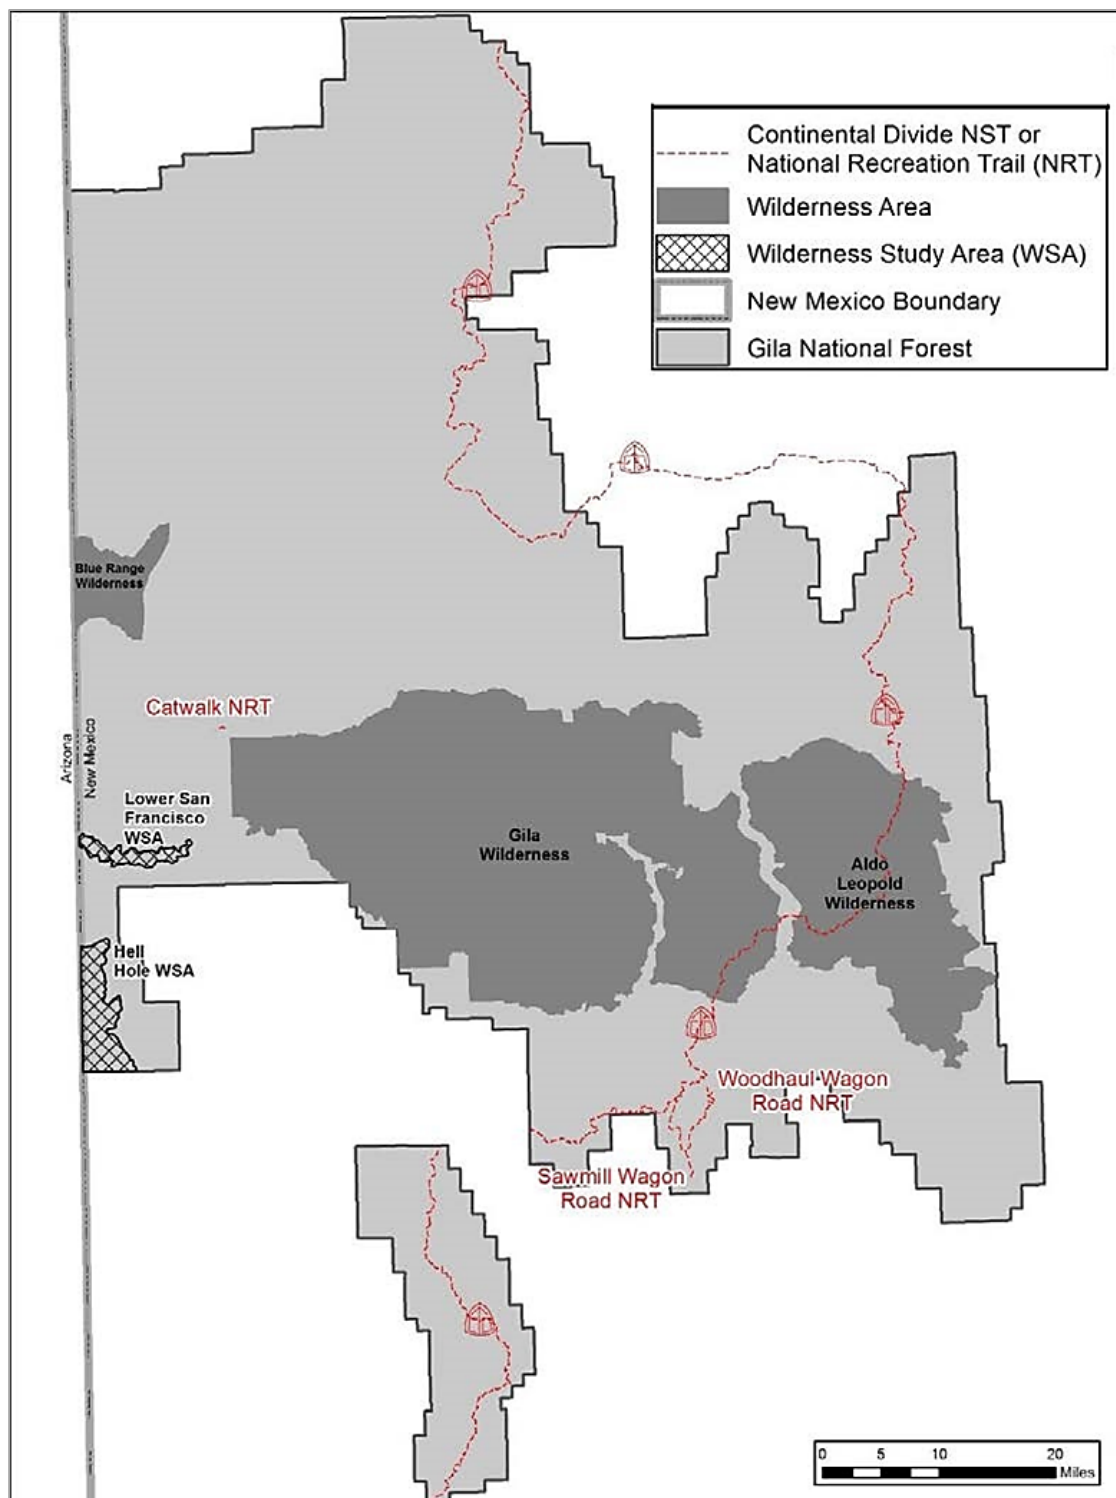 Continental Divide NST or
National Recreation Trail (NRT)
Wilderness Area
Wilderness Study Area (WSA)
New Mexico Boundary
Gila National Forest
Blue Range
Wilderness
Catwalk NRT
Arizona
New Mexico
Lower San
Francisco
WSA
Gila
Wilderness
Aldo
Leopold
Wilderness
Hell
Hole WSA
Woodhaul Wagon
Road NRT
Sawmill Wagon
Road NRT
0 5 10 20
Miles